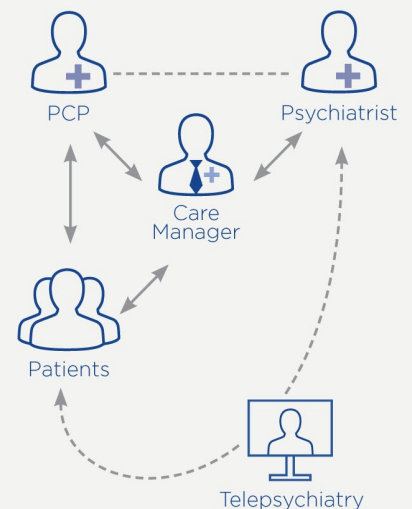 PCP
Psychiatrist
Care
Manager
Patients
Telepsychiatry